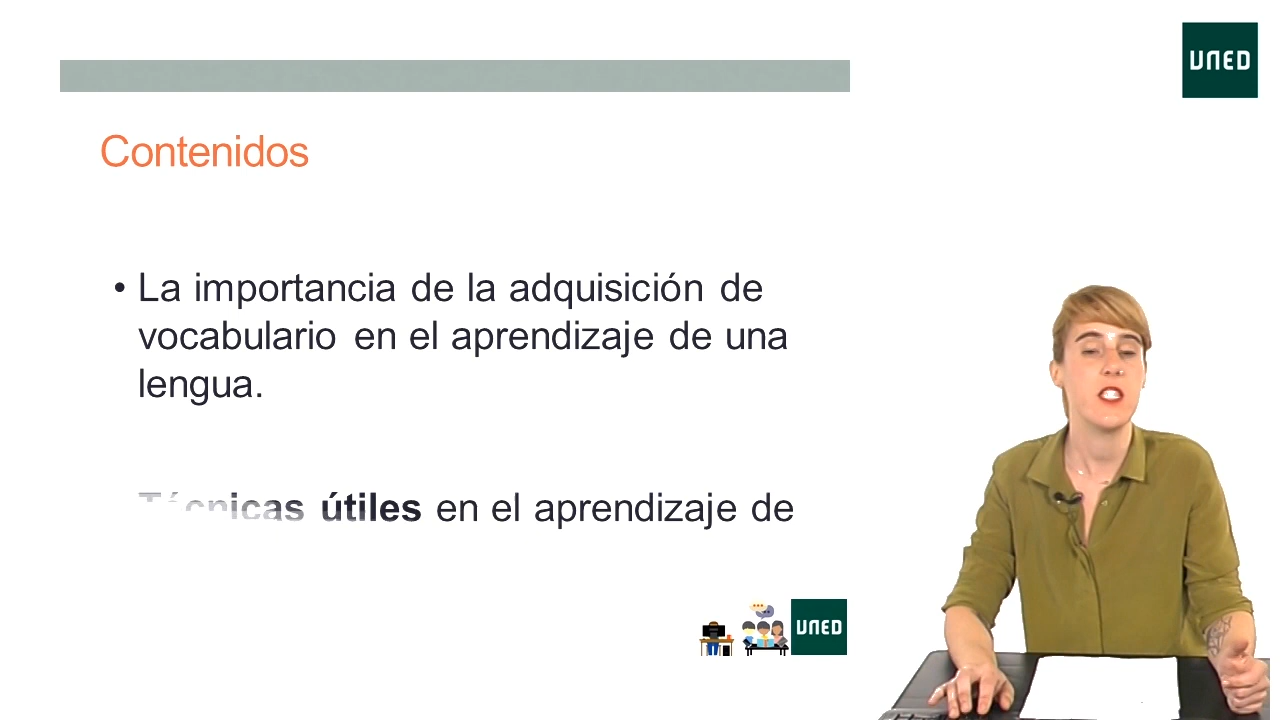 UNED
Contenidos
• La importancia de la adquisición de
vocabulario en el aprendizaje de una
lengua.
Técnicas útiles en el aprendizaje de
UNED